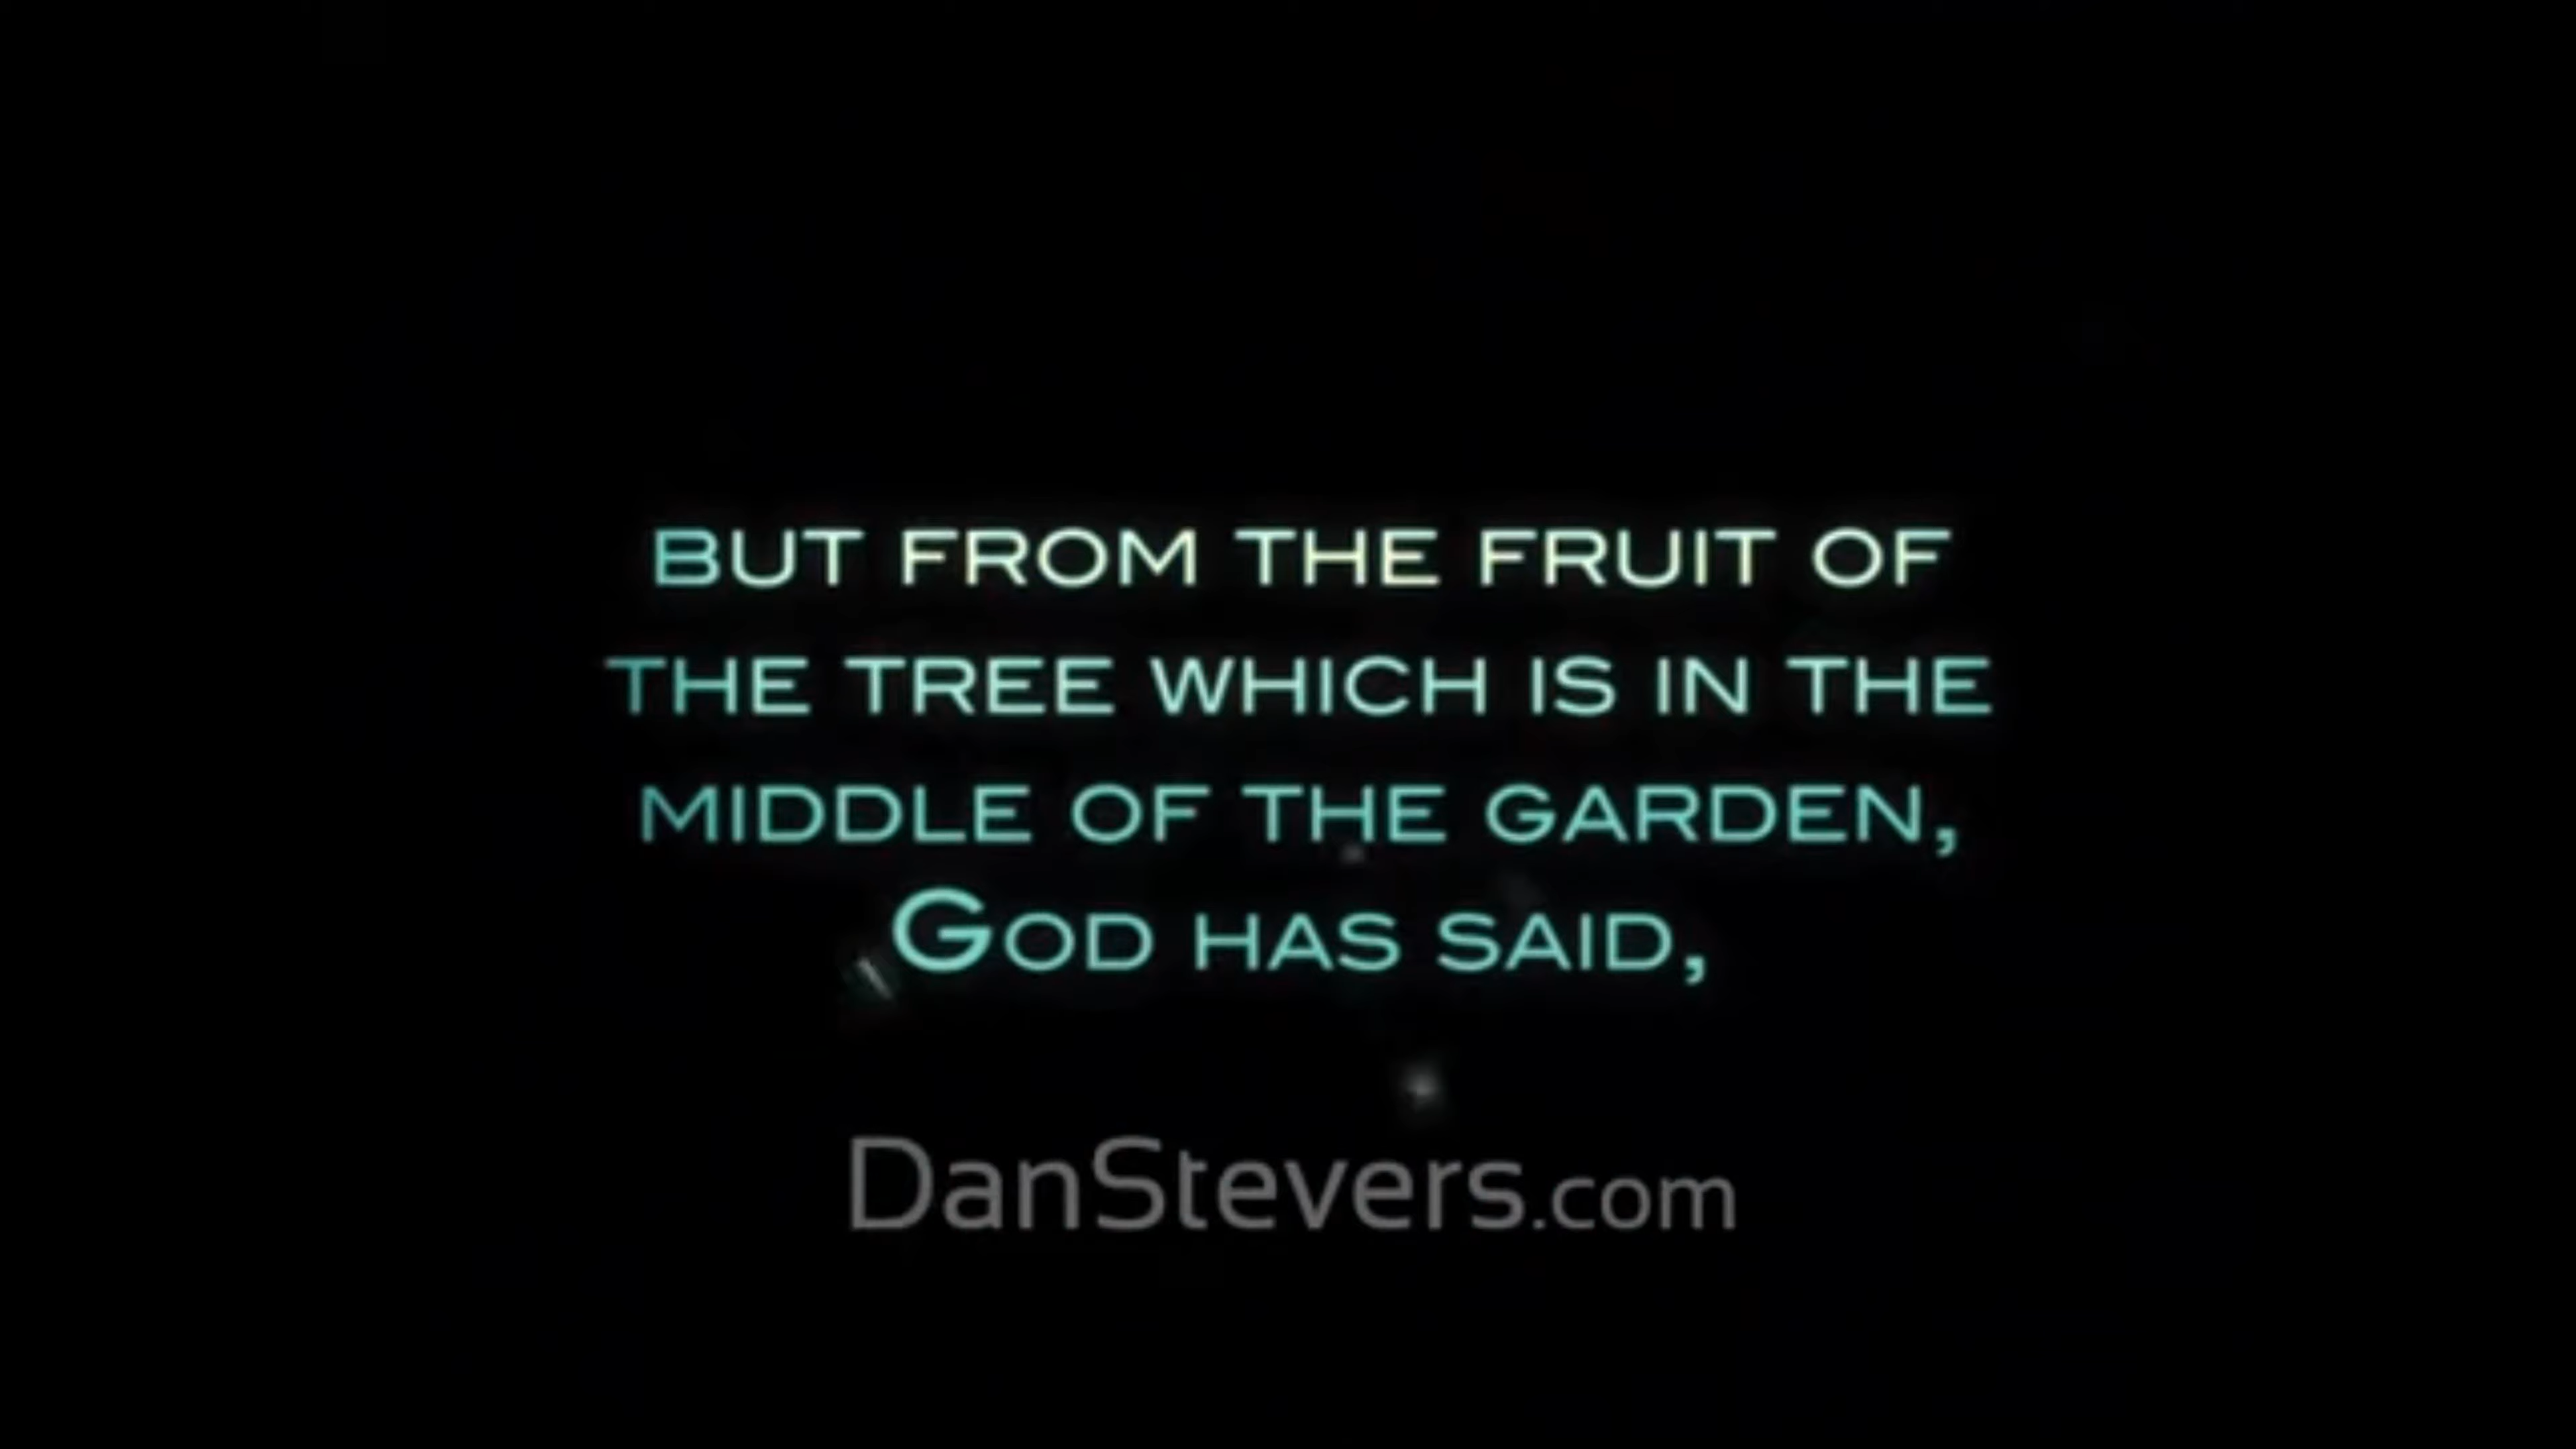 BUT FROM THE FRUIT OF
THE TREE WHICH IS IN THE
MIDDLE OF THE GARDEN,
GOD HAS SAID,
DanStevers.com